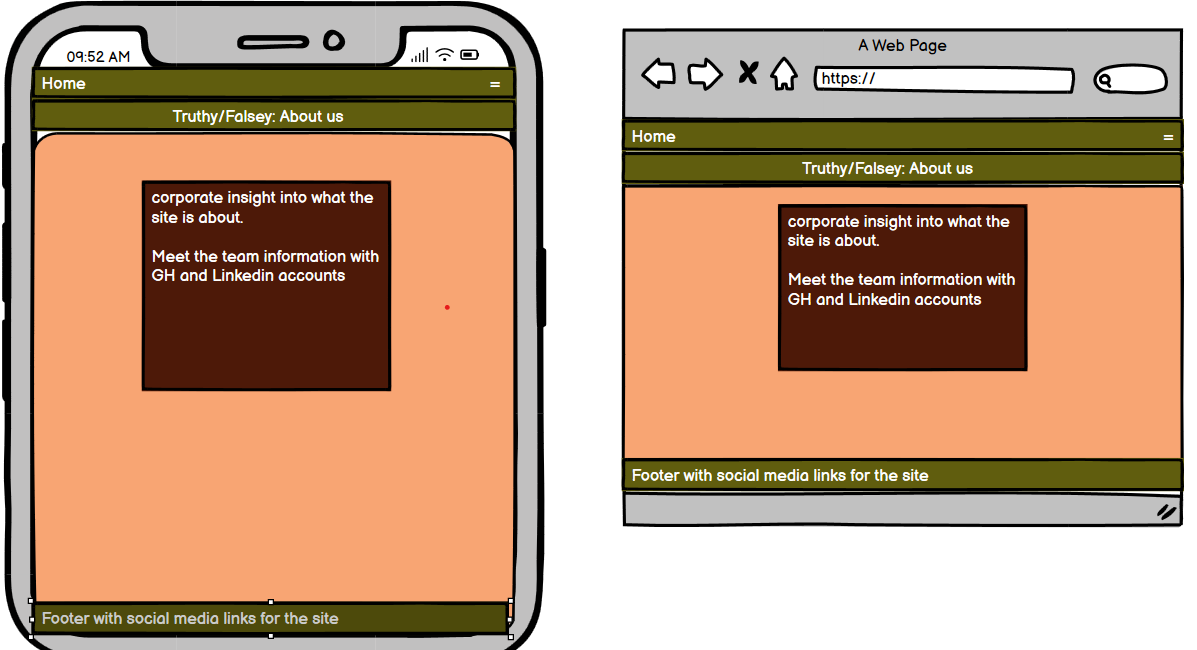 09:52 AM
Home =
Truthy/Falsey: About us
corporate insight into what the
site is about.
Meet the team information with
GH and Linkedin accounts
Footer with social media links for the site
A Web Page
https://
Home =
Truthy/Falsey: About us
corporate insight into what the
site is about.
Meet the team information with
GH and Linkedin accounts
Footer with social media links for the site